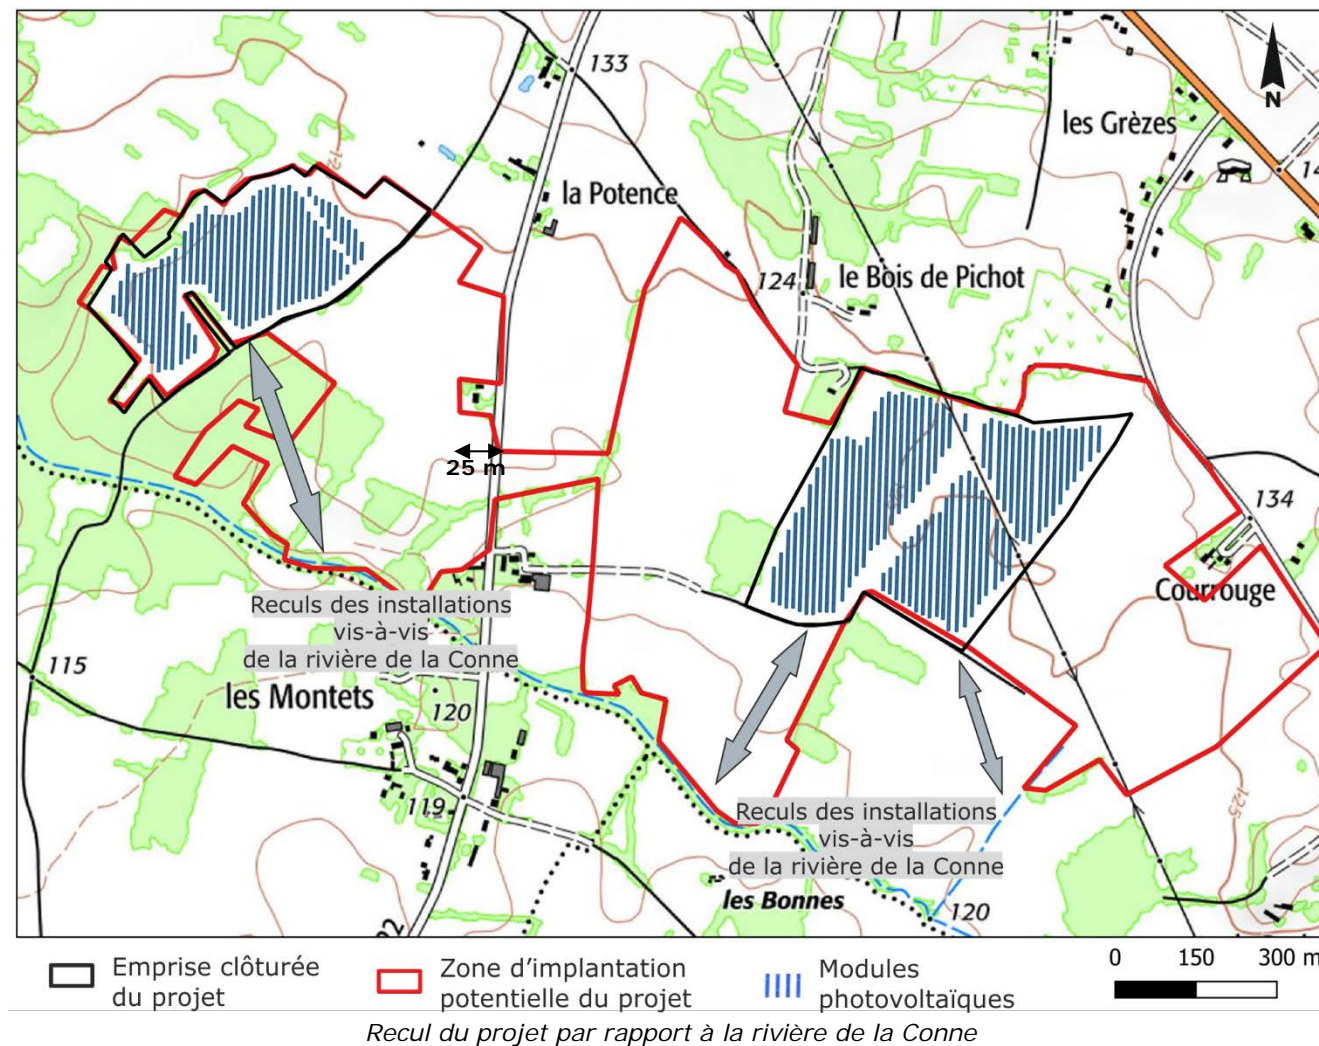 133
N
les Grèzes
14
la Potence
124
le Bois de Pichot
25 m
134
Courrouge
Reculs des installations
vis-à-vis
de la rivière de la Conne
115
les Montets
120
119
Reculs des installations
vis-à-vis
de la rivière de la Conne
les Bonnes
120
125
Emprise clôturée
du projet
Zone d'implantation
potentielle du projet
Modules
photovoltaïques
0 150 300 m
Recul du projet par rapport à la rivière de la Conne